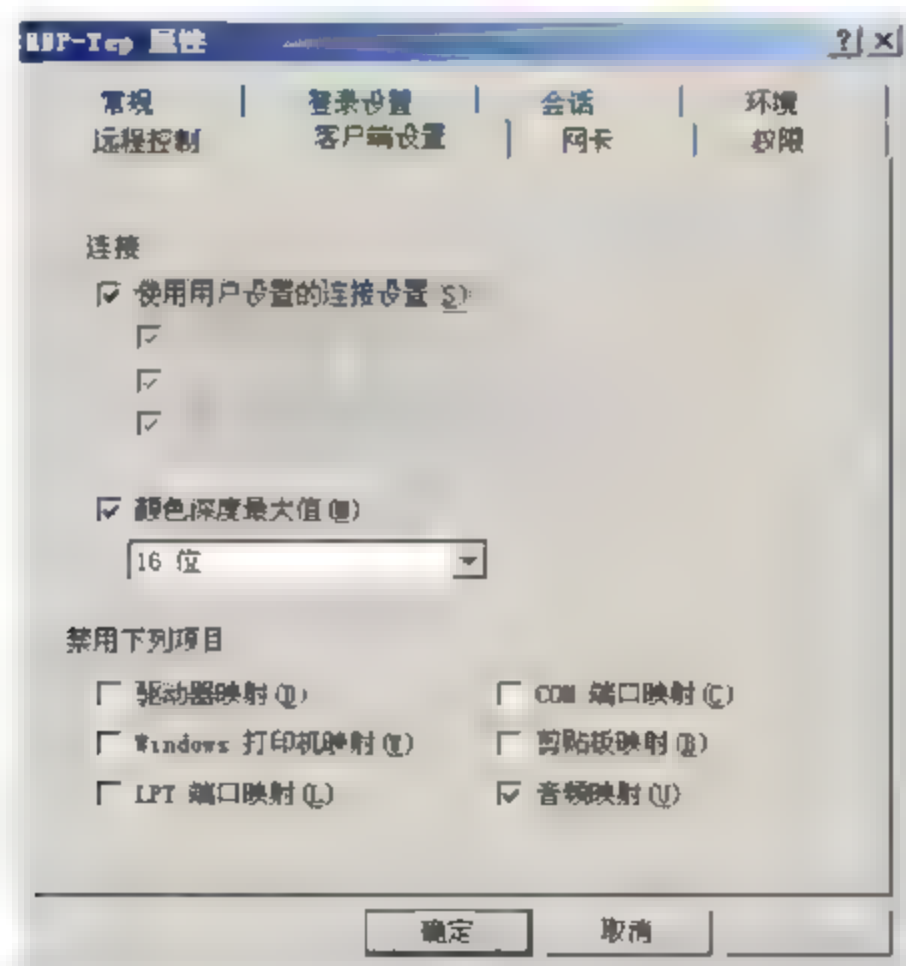 RDP-Tcp 属性
常规 登录设置 会话 环境
远程控制 客户端设置 网卡 权限
连接
使用用户设置的连接设置(S)
颜色深度最大值(M)
16 位
禁用下列项目
驱动器映射(D) COM 端口映射(C)
Windows 打印机映射(W) 剪贴板映射(B)
LPT 端口映射(L) 音频映射(U)
确定 取消